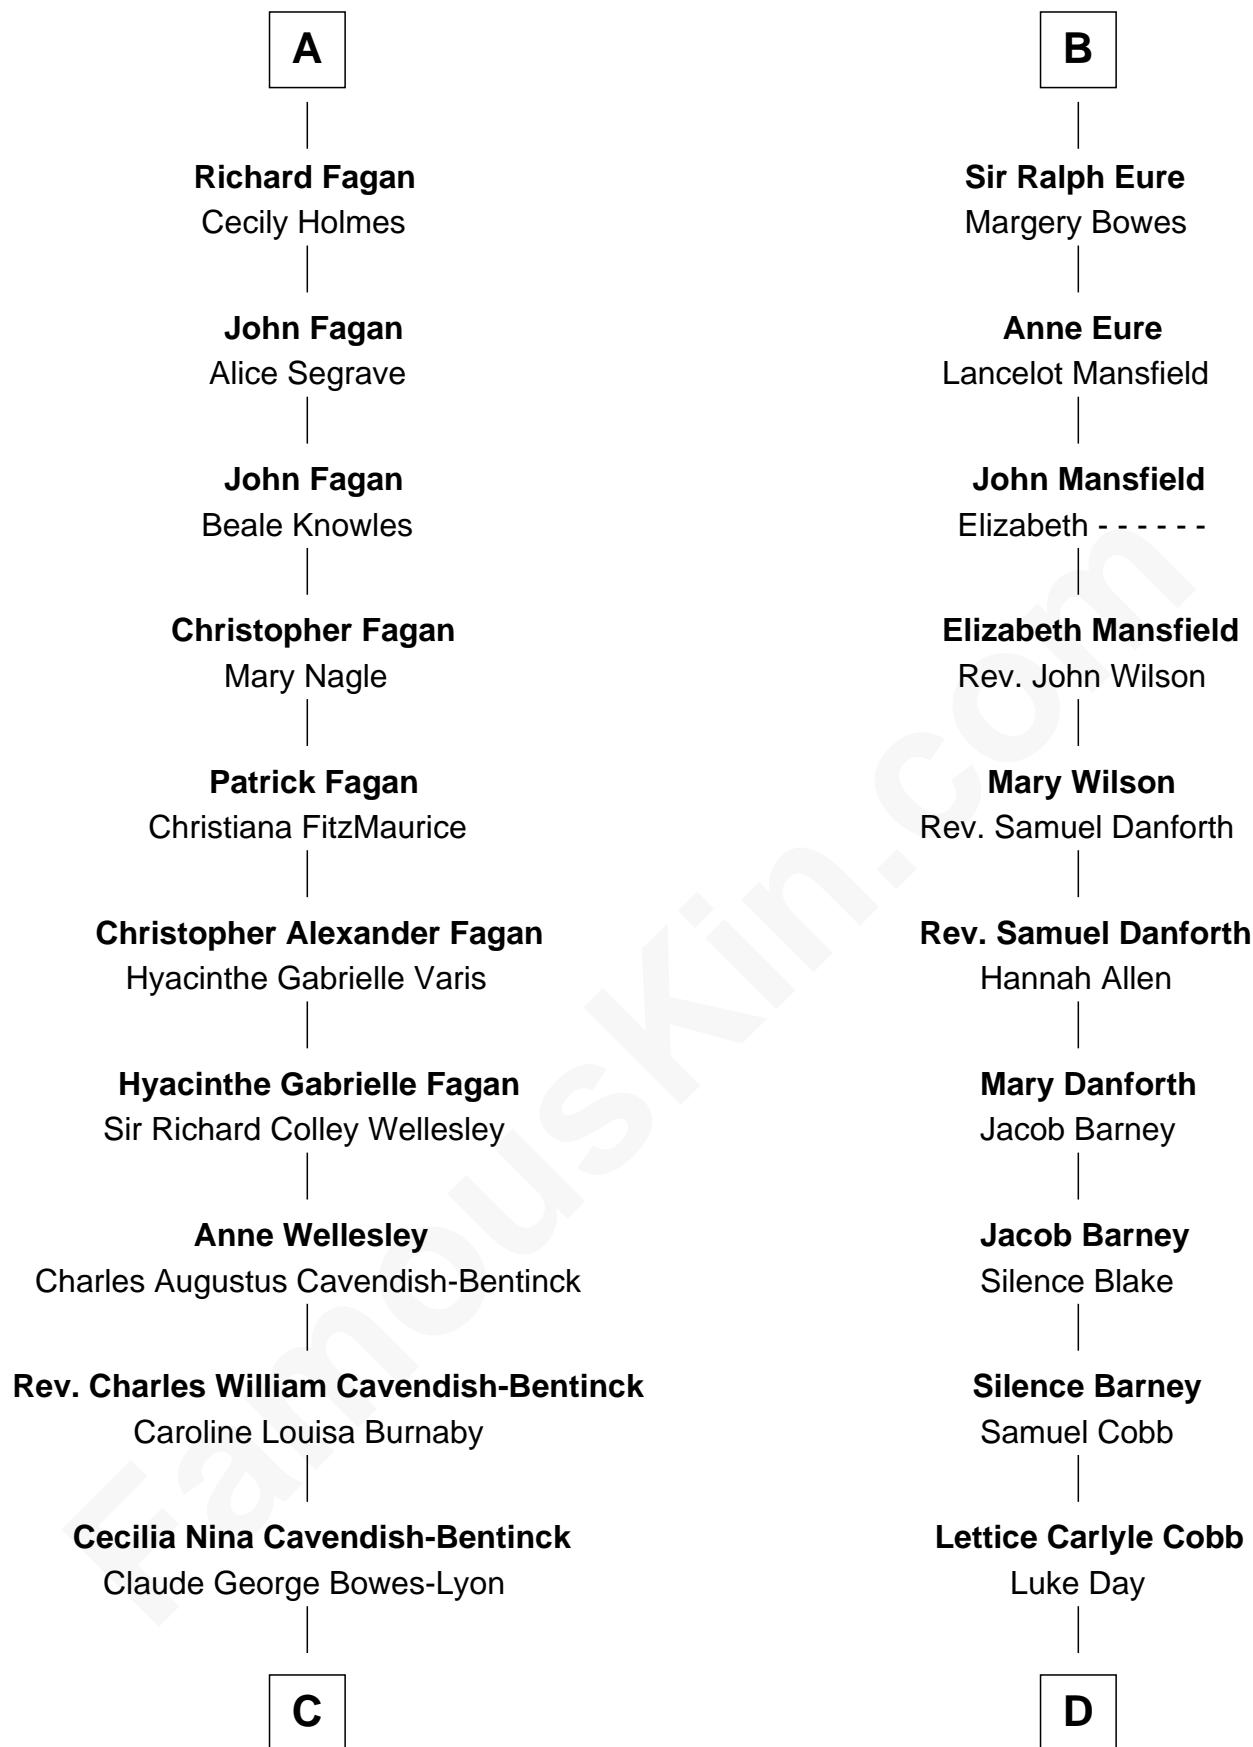 A
Richard Fagan
Cecily Holmes
John Fagan
Alice Segrave
John Fagan
Beale Knowles
Christopher Fagan
Mary Nagle
Patrick Fagan
Christiana FitzMaurice
Christopher Alexander Fagan
Hyacinthe Gabrielle Varis
Hyacinthe Gabrielle Fagan
Sir Richard Colley Wellesley
Anne Wellesley
Charles Augustus Cavendish-Bentinck
Rev. Charles William Cavendish-Bentinck
Caroline Louisa Burnaby
Cecilia Nina Cavendish-Bentinck
Claude George Bowes-Lyon
C
B
Sir Ralph Eure
Margery Bowes
Anne Eure
Lancelot Mansfield
John Mansfield
Elizabeth - - - - - -
Elizabeth Mansfield
Rev. John Wilson
Mary Wilson
Rev. Samuel Danforth
Rev. Samuel Danforth
Hannah Allen
Mary Danforth
Jacob Barney
Jacob Barney
Silence Blake
Silence Barney
Samuel Cobb
Lettice Carlyle Cobb
Luke Day
D
FamousKin.com